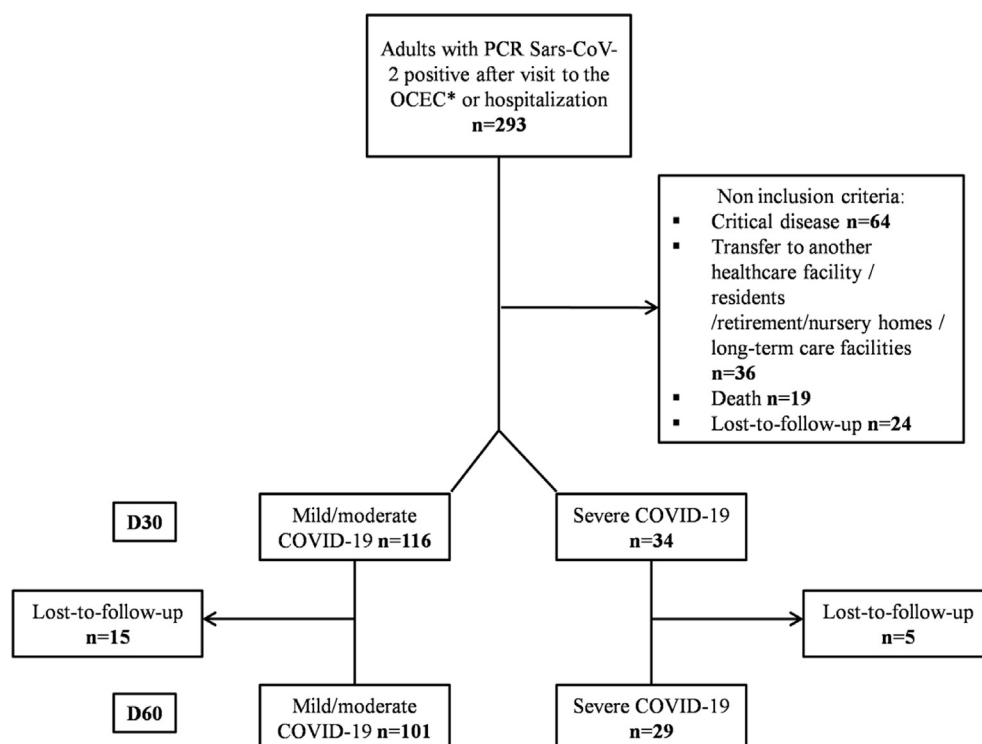 Adults with PCR Sars-CoV-
2 positive after visit to the
OCEC* or hospitalization
n=293
Non inclusion criteria:
▪ Critical disease n=64
▪ Transfer to another
healthcare facility /
residents
/retirement/nursery homes /
long-term care facilities
n=36
▪ Death n=19
▪ Lost-to-follow-up n=24
D30
Mild/moderate
COVID-19 n=116
Severe COVID-19
n=34
Lost-to-follow-up
n=15
Lost-to-follow-up
n=5
D60
Mild/moderate
COVID-19 n=101
Severe COVID-19
n=29